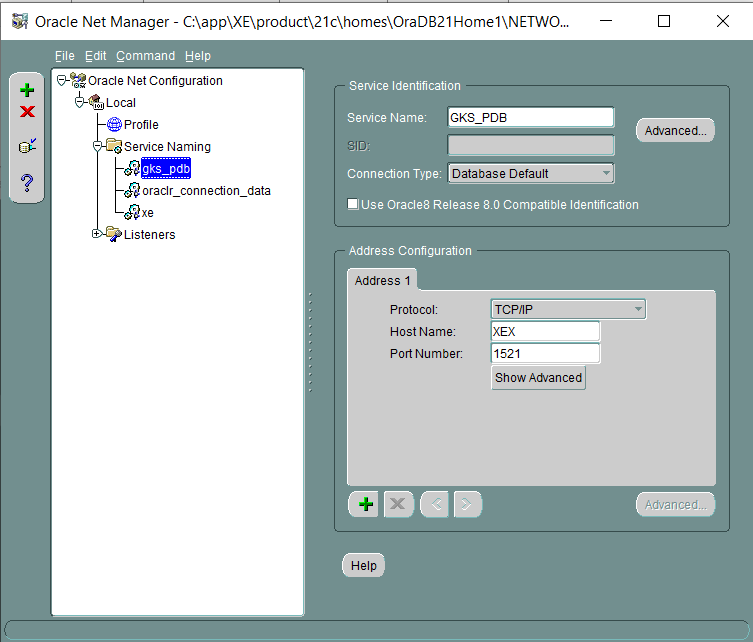 Oracle Net Manager - C:\app\XE\product\21c\homes\OraDB21Home1\NETWO...
File Edit Command Help
Oracle Net Configuration
Local
Profile
Service Naming
gks_pdb
oraclr_connection_data
xe
Listeners
Service Identification
Service Name: GKS_PDB
Advanced...
SID:
Connection Type: Database Default
Use Oracle8 Release 8.0 Compatible Identification
Address Configuration
Address 1
Protocol: TCP/IP
Host Name: XEX
Port Number: 1521
Show Advanced
Advanced...
Help